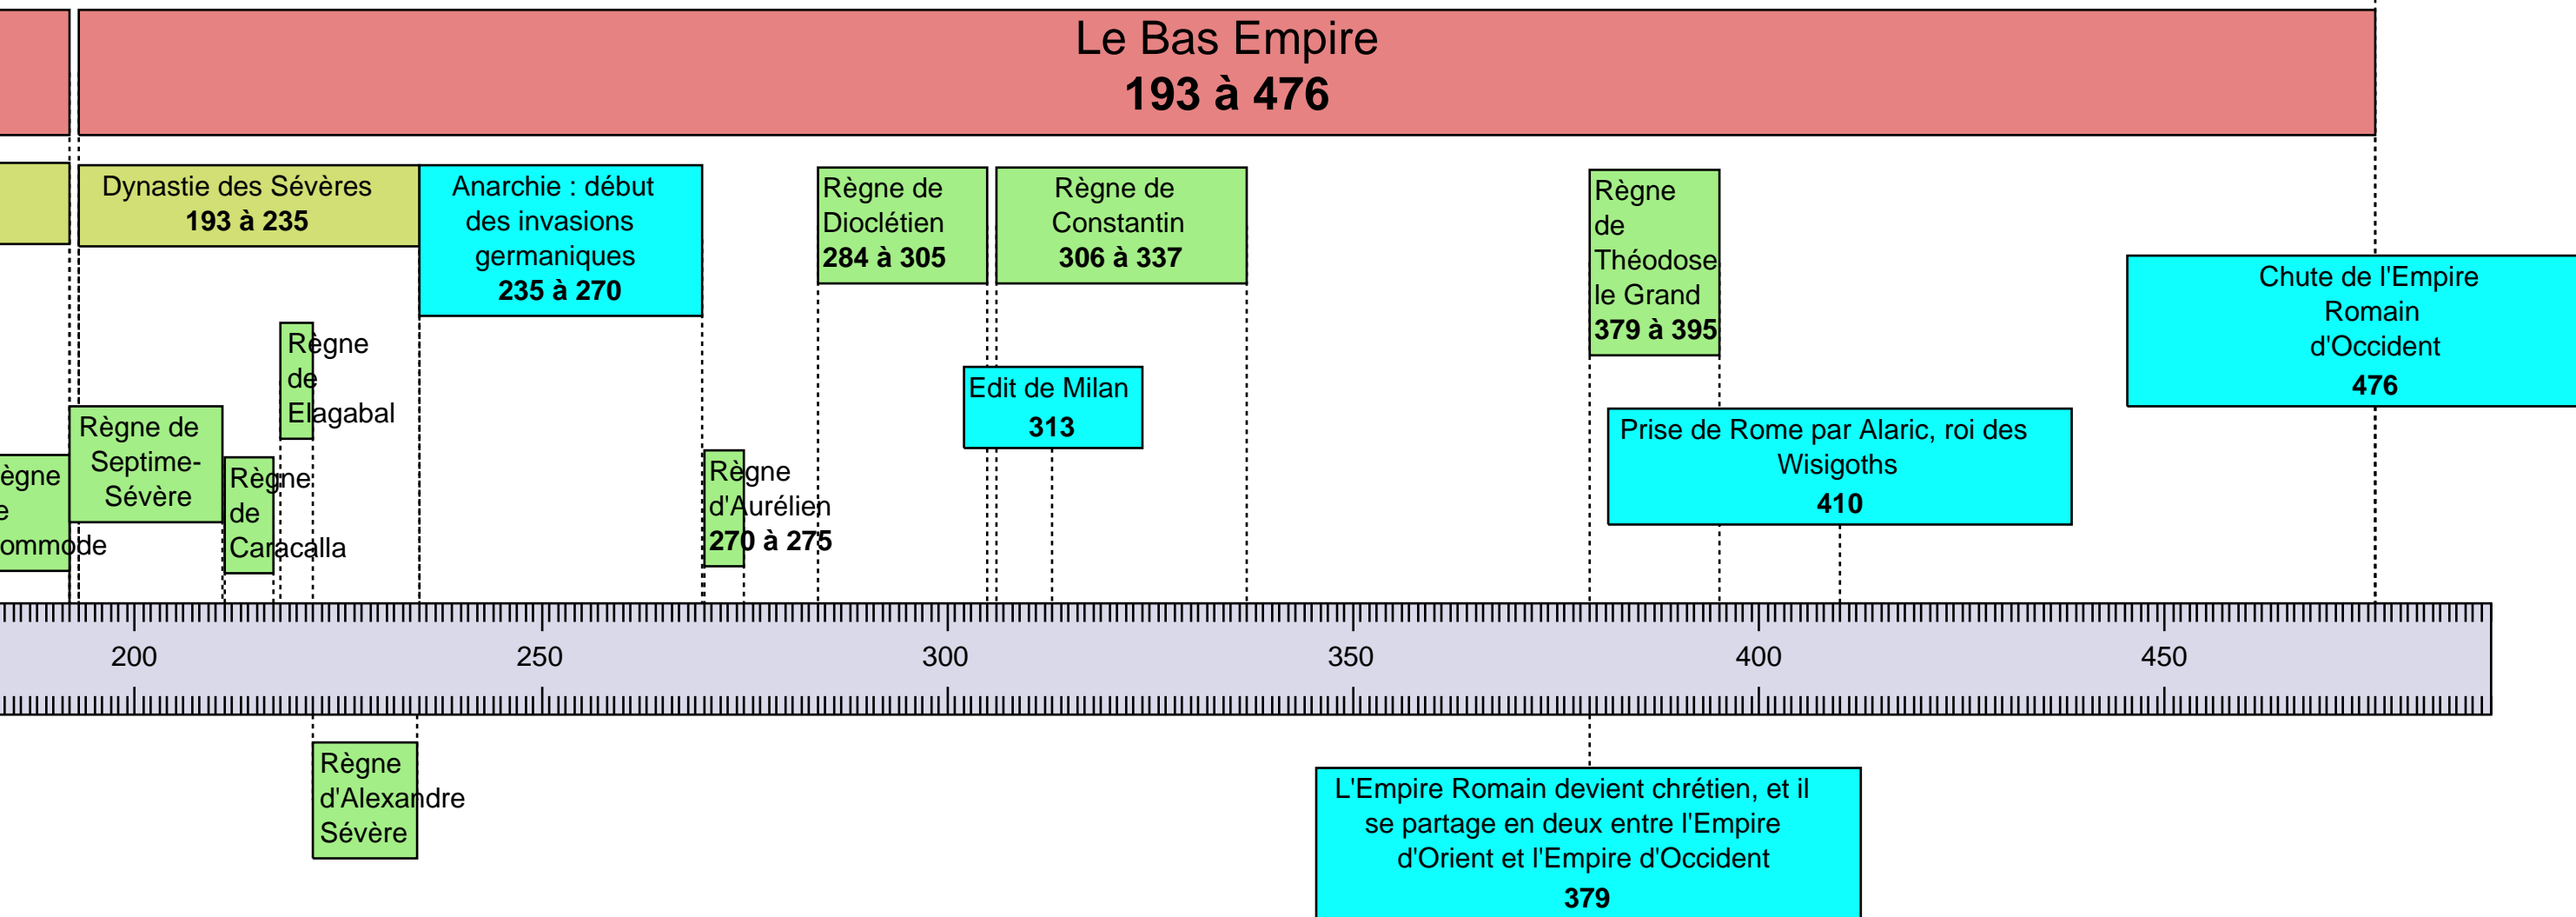 Le Bas Empire
193 à 476
Dynastie des Sévères
193 à 235
Anarchie : début
des invasions
germaniques
235 à 270
Règne de
Dioclétien
284 à 305
Règne de
Constantin
306 à 337
Règne
de
Théodose
le Grand
379 à 395
Chute de l'Empire
Romain
d'Occident
476
Règne
de
Elagabal
Edit de Milan
313
Règne de
Septime-
Sévère
Prise de Rome par Alaric, roi des
Wisigoths
410
ègne
e
ommode
Règne
de
Caracalla
Règne
d'Aurélien
270 à 275
200
250
300
350
400
450
Règne
d'Alexandre
Sévère
L'Empire Romain devient chrétien, et il
se partage en deux entre l'Empire
d'Orient et l'Empire d'Occident
379